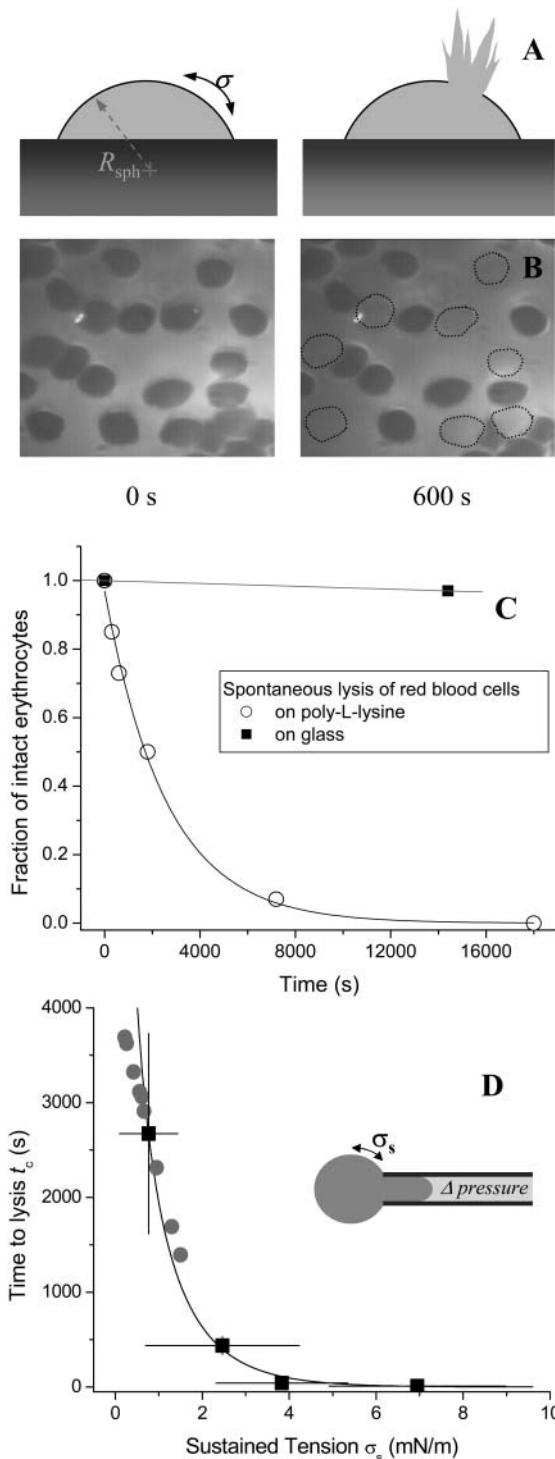 A
σ
R_sph
B
0 s 600 s
C
1.0
0.8
0.6
0.4
0.2
0.0
Fraction of intact erythrocytes
Spontaneous lysis of red blood cells
on poly-L-lysine
on glass
0 4000 8000 12000 16000
Time (s)
D
4000
3000
2000
1000
0
Time to lysis t_c (s)
σ_s
Δ pressure
0 2 4 6 8 10
Sustained Tension σ_s (mN/m)